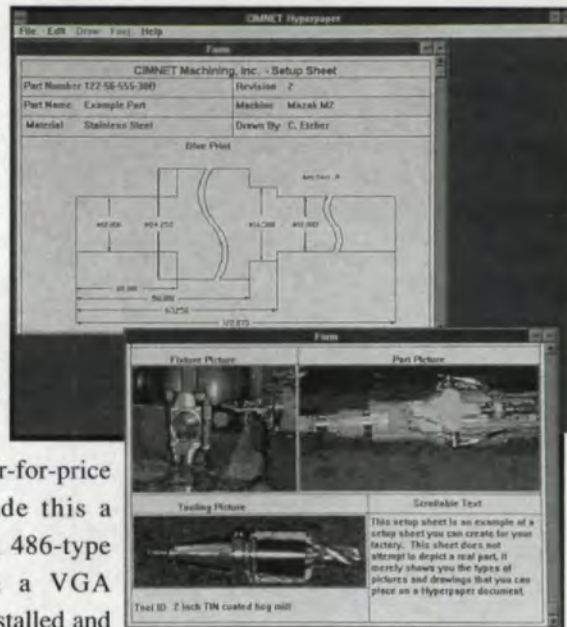 CIMNET Hyperpaper
File Edit Draw Font Help
Form
CIMNET Machining, Inc. - Setup Sheet
Part Number 122-56-555-300 Revision 2
Part Name Example Part Machine Mazak M2
Material Stainless Steel Drawn By C. Etcher
Blue Print
Form
Fixture Picture Part Picture
Tooling Picture Scrollable Text
This setup sheet is an example of a
setup sheet you can create for your
factory. This sheet does not
attempt to depict a real part, it
merely shows you the types of
pictures and drawings that you can
place on a Hyperpaper document.
Tool ID 2 inch TIN coated hog mill
r-for-price
de this a
486-type
a VGA
stalled and